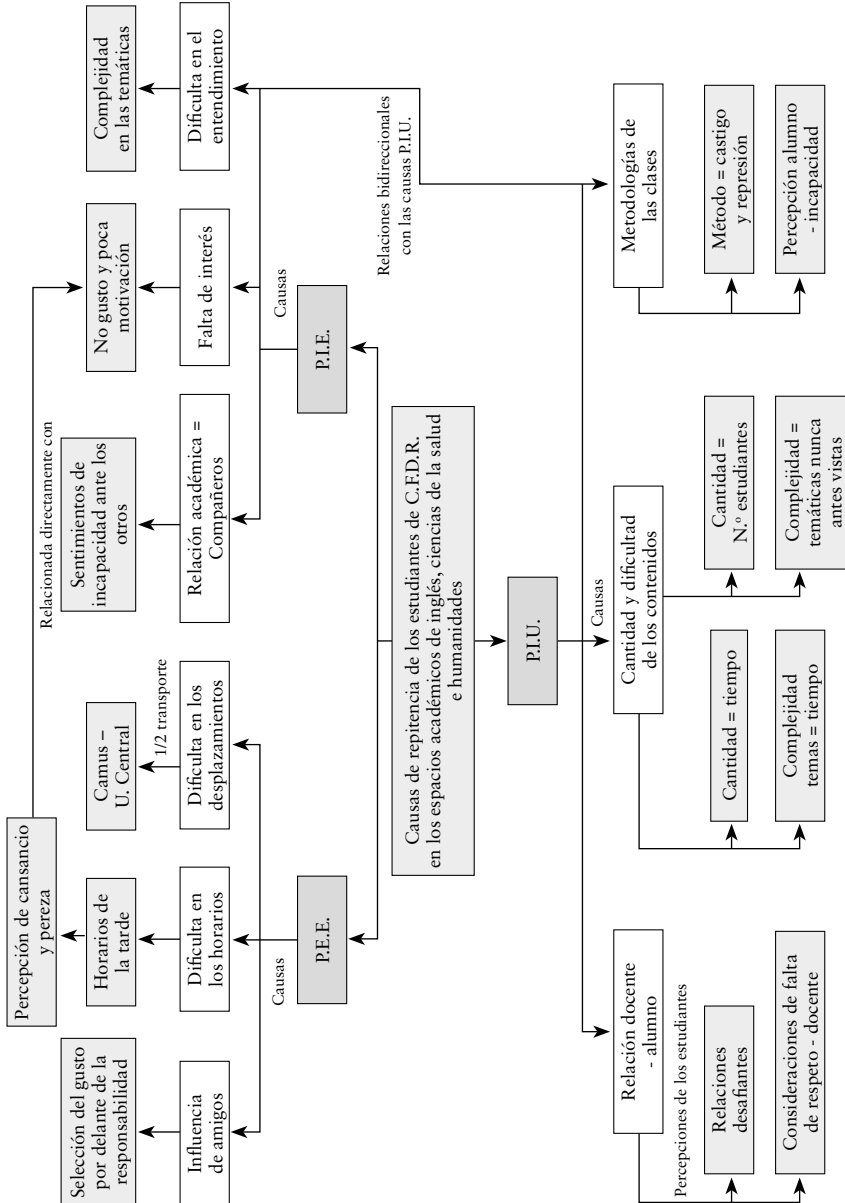 Percepción de cansancio
y pereza
Relacionada directamente con
Selección del gusto
por delante de la
responsabilidad
Horarios de
la tarde
Camus –
U. Central
Sentimientos de
incapacidad ante los
otros
No gusto y poca
motivación
Complejidad
en las temáticas
1/2 transporte
Influencia
de amigos
Dificulta en
los horarios
Dificulta en los
desplazamientos
Relación académica =
Compañeros
Falta de interés
Dificulta en el
entendimiento
Causas
P.E.E.
Causas
P.I.E.
Relaciones bidireccionales
con las causas P.I.U.
Causas de repitencia de los estudiantes de C.F.D.R.
en los espacios académicos de inglés, ciencias de la salud
e humanidades
P.I.U.
Causas
Relación docente
- alumno
Cantidad y dificultad
de los contenidos
Metodologías de
las clases
Percepciones de los estudiantes
Relaciones
desafiantes
Consideraciones de falta
de respeto - docente
Cantidad = tiempo
Complejidad
temas = tiempo
Cantidad =
N.º estudiantes
Complejidad =
temáticas nunca
antes vistas
Método = castigo
y represión
Percepción alumno
- incapacidad